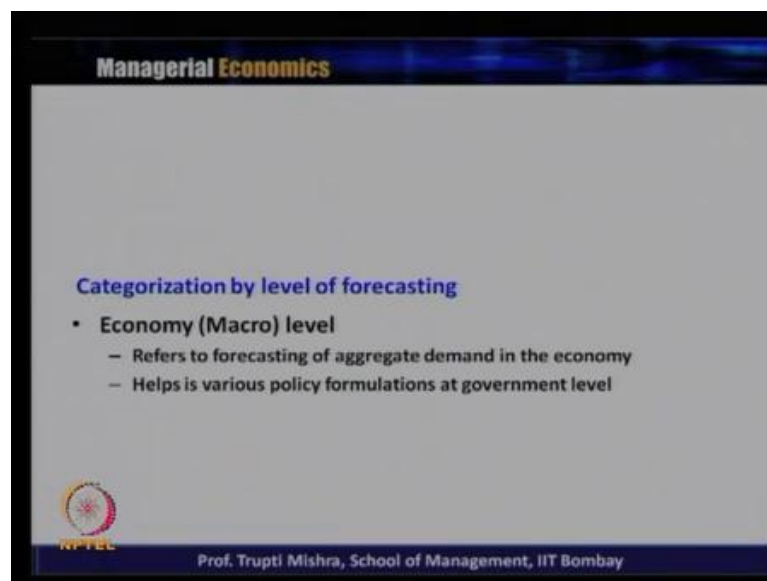 Managerial Economics
Categorization by level of forecasting
• Economy (Macro) level
– Refers to forecasting of aggregate demand in the economy
– Helps is various policy formulations at government level
NPTEL
Prof. Trupti Mishra, School of Management, IIT Bombay